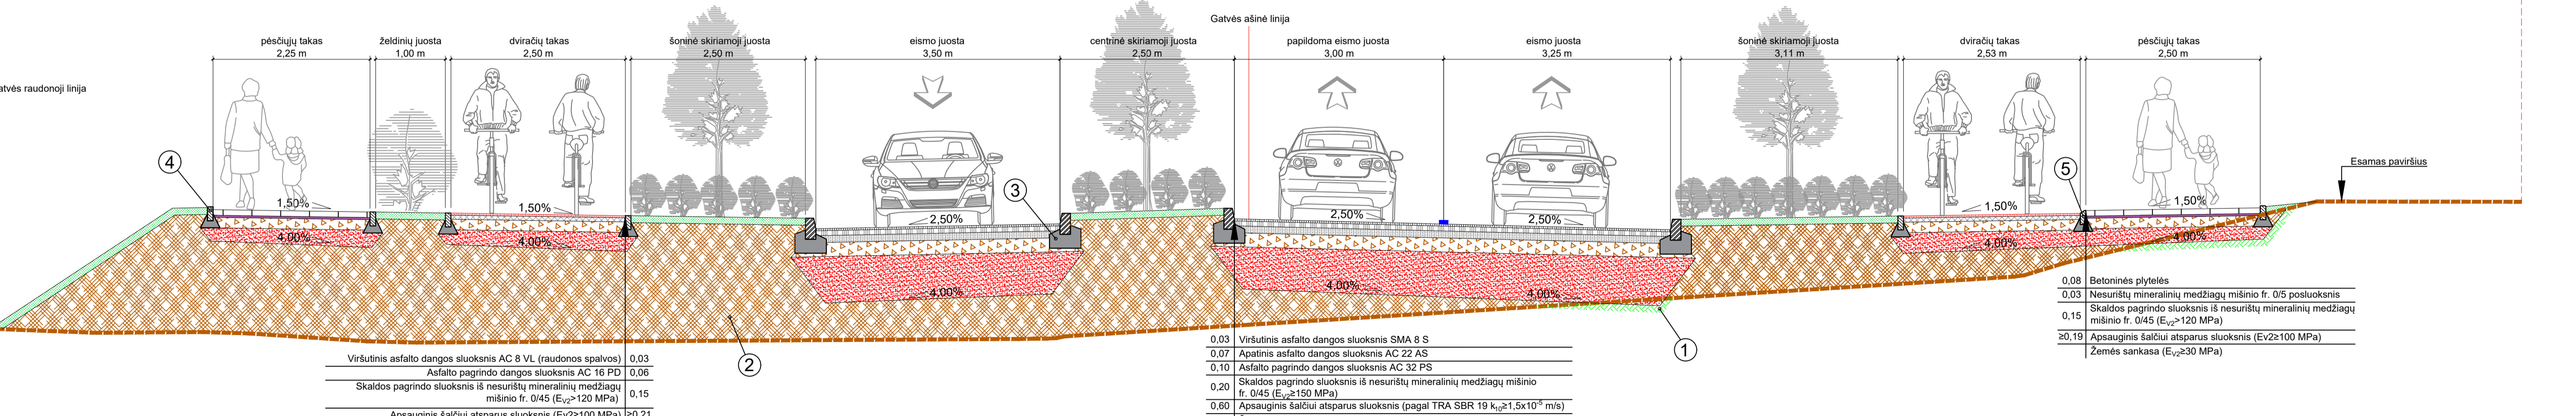 Gatvės ašinė linija
pėsčiųjų takas
2,25 m
želdinių juosta
1,00 m
dviračių takas
2,50 m
šoninė skiriamoji juosta
2,50 m
eismo juosta
3,50 m
centrinė skiriamoji juosta
2,50 m
papildoma eismo juosta
3,00 m
eismo juosta
3,25 m
šoninė skiriamoji juosta
3,11 m
dviračių takas
2,53 m
pėsčiųjų takas
2,50 m
atvės raudonoji linija
4
3
5
Esamas paviršius
1,50%
1,50%
2,50%
2,50%
2,50%
1,50%
1,50%
4,00%
4,00%
4,00%
4,00%
4,00%
4,00%
4,00%
2
1
Viršutinis asfalto dangos sluoksnis AC 8 VL (raudonos spalvos) 0,03
Asfalto pagrindo dangos sluoksnis AC 16 PD 0,06
Skaldos pagrindo sluoksnis iš nesurištų mineralinių medžiagų
mišinio fr. 0/45 (EV2>120 MPa) 0,15
Apsauginis šalčiui atsparus sluoksnis (Ev2≥100 MPa) ≥0,21
0,03 Viršutinis asfalto dangos sluoksnis SMA 8 S
0,07 Apatinis asfalto dangos sluoksnis AC 22 AS
0,10 Asfalto pagrindo dangos sluoksnis AC 32 PS
0,20 Skaldos pagrindo sluoksnis iš nesurištų mineralinių medžiagų mišinio
fr. 0/45 (EV2≥150 MPa)
0,60 Apsauginis šalčiui atsparus sluoksnis (pagal TRA SBR 19 k10≥1,5x10-5 m/s)
0,08 Betoninės plytelės
0,03 Nesurištų mineralinių medžiagų mišinio fr. 0/5 posluoksnis
0,15 Skaldos pagrindo sluoksnis iš nesurištų mineralinių medžiagų
mišinio fr. 0/45 (EV2>120 MPa)
≥0,19 Apsauginis šalčiui atsparus sluoksnis (Ev2≥100 MPa)
Žemės sankasa (EV2≥30 MPa)